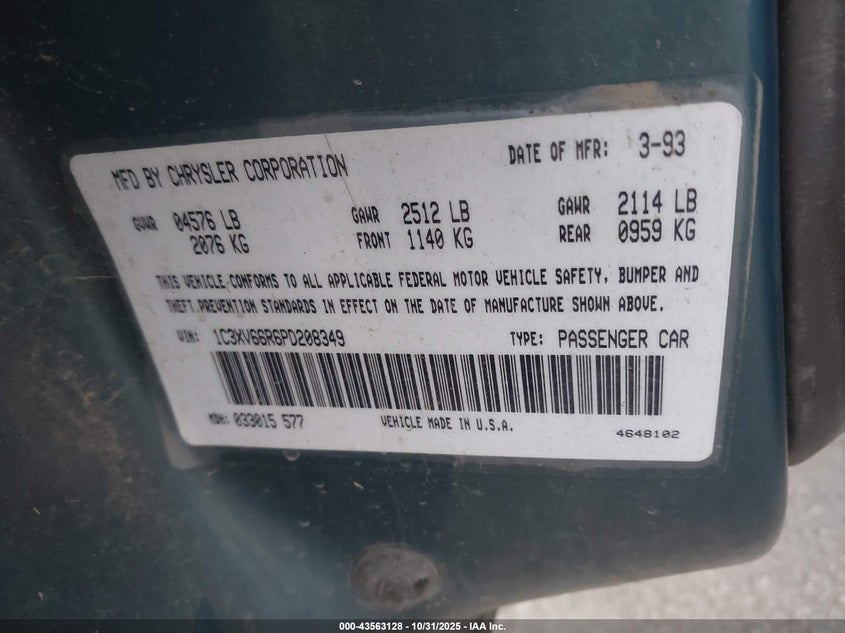 MFD BY CHRYSLER CORPORATION DATE OF MFR: 3-93
GVWR 04576 LB GAWR 2512 LB GAWR 2114 LB
2076 KG FRONT 1140 KG REAR 0959 KG
THIS VEHICLE CONFORMS TO ALL APPLICABLE FEDERAL MOTOR VEHICLE SAFETY, BUMPER AND
THEFT PREVENTION STANDARDS IN EFFECT ON THE DATE OF MANUFACTURE SHOWN ABOVE.
VIN: 1C3XV66R6PD208349 TYPE: PASSENGER CAR
MDH: 033015 577 VEHICLE MADE IN U.S.A. 4648102
000-43563128 - 10/31/2025 - IAA Inc.